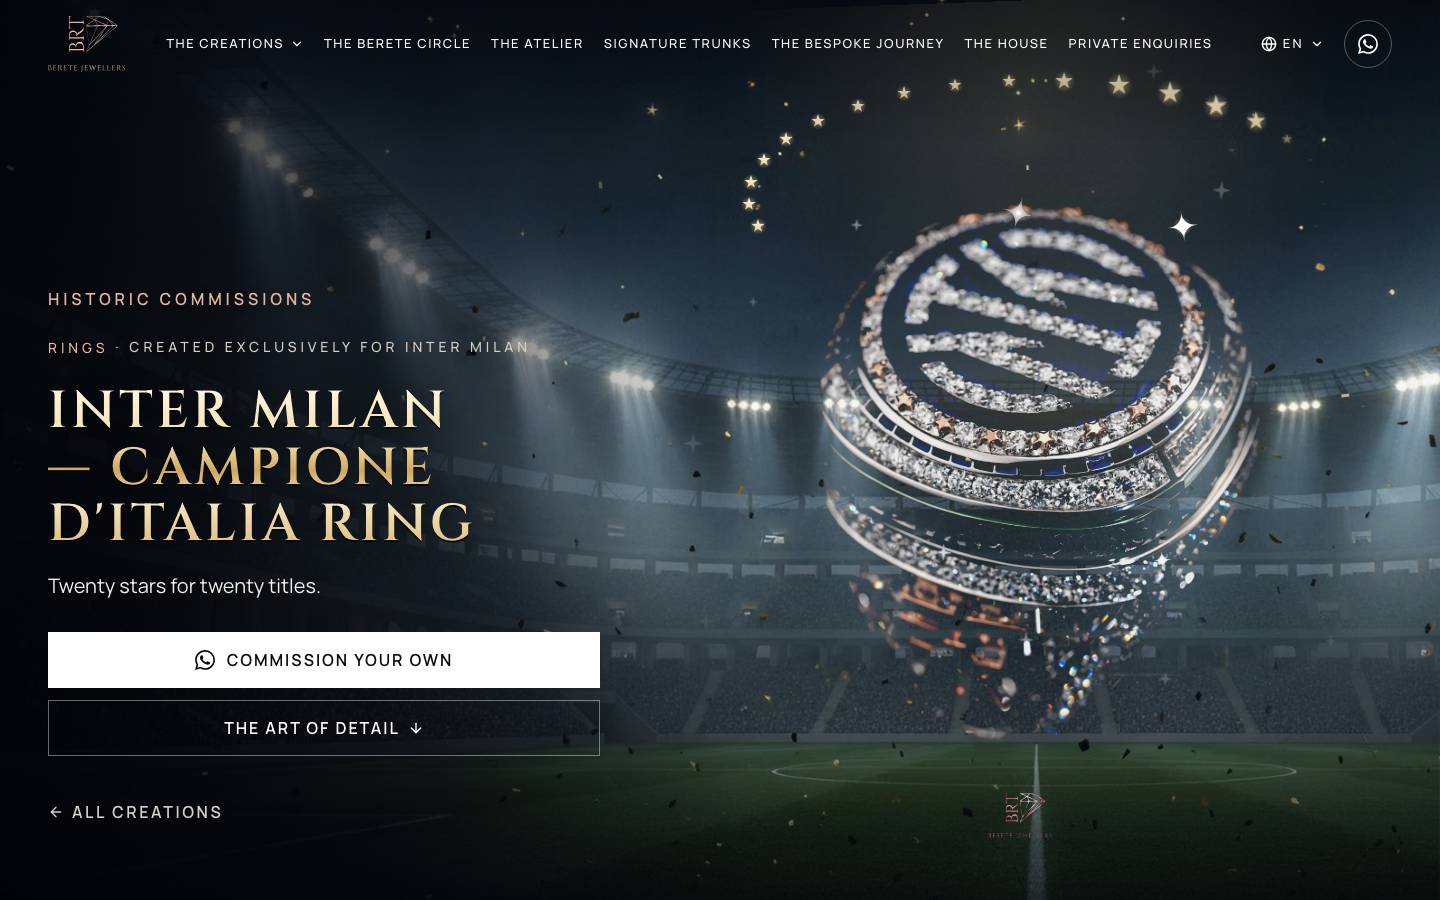 BRT
BERETE JEWELLERS
THE CREATIONS
THE BERETE CIRCLE
THE ATELIER
SIGNATURE TRUNKS
THE BESPOKE JOURNEY
THE HOUSE
PRIVATE ENQUIRIES
EN
HISTORIC COMMISSIONS
RINGS · CREATED EXCLUSIVELY FOR INTER MILAN
INTER MILAN
— CAMPIONE
D'ITALIA RING
Twenty stars for twenty titles.
COMMISSION YOUR OWN
THE ART OF DETAIL ↓
← ALL CREATIONS
BRT
BERETE JEWELLERS